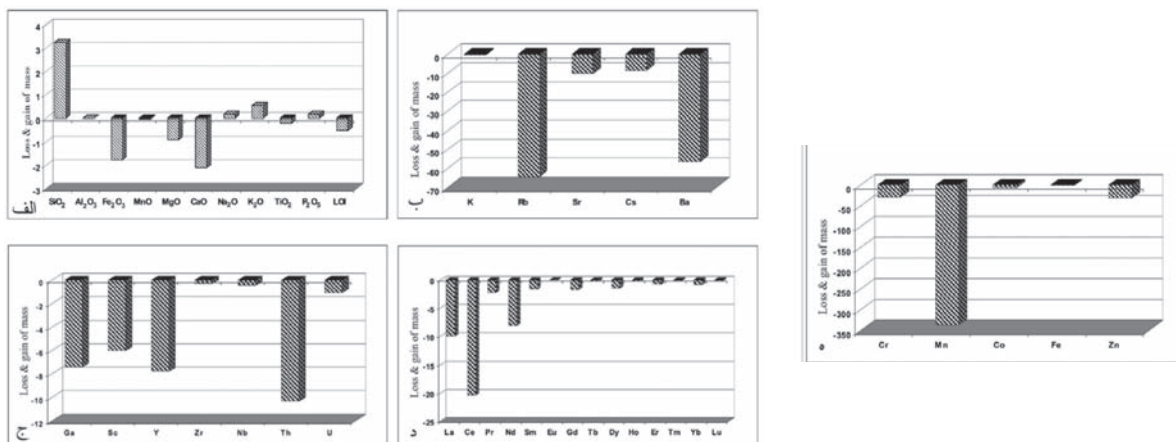 Loss & gain of mass
4
3
2
1
0
-1
-2
-3
SiO₂ Al₂O₃ Fe₂O₃ MnO MgO CaO Na₂O K₂O TiO₂ P₂O₅ LOI
الف
Loss & gain of mass
0
-10
-20
-30
-40
-50
-60
-70
K Rb Sr Cs Ba
ب
Loss & gain of mass
0
-2
-4
-6
-8
-10
-12
Ga Sc Y Zr Nb Th U
ج
Loss & gain of mass
0
-5
-10
-15
-20
-25
La Ce Pr Nd Sm Eu Gd Tb Dy Ho Er Tm Yb Lu
د
Loss & gain of mass
0
-50
-100
-150
-200
-250
-300
-350
Cr Mn Co Fe Zn
ه